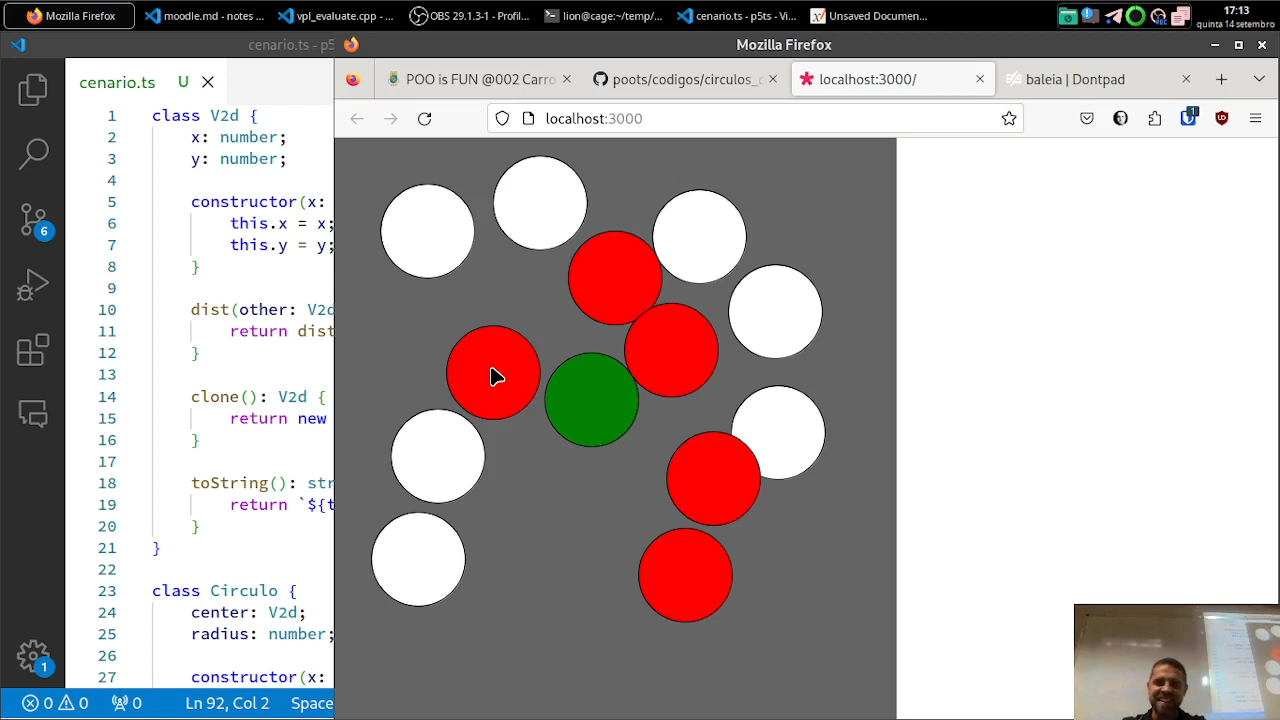 Mozilla Firefox
moodle.md - notes ...
vpl_evaluate.cpp - ...
OBS 29.1.3-1 - Profil...
lion@cage:~/temp/...
cenario.ts - p5ts - Vi...
Unsaved Documen...
17:13
quinta 14 setembro
cenario.ts - p5
Mozilla Firefox
cenario.ts U
POO is FUN @002 Carro
poots/codigos/circulos_c
localhost:3000/
baleia | Dontpad
localhost:3000
1
1 class V2d {
2 x: number;
3 y: number;
4
5 constructor(x:
6 this.x = x;
7 this.y = y;
8 }
9
10 dist(other: V2d
11 return dist
12 }
13
14 clone(): V2d {
15 return new
16 }
17
18 toString(): str
19 return `${t
20 }
21 }
22
23 class Circulo {
24 center: V2d;
25 radius: number;
26
27 constructor(x:
6
1
0 0 0 Ln 92, Col 2 Space